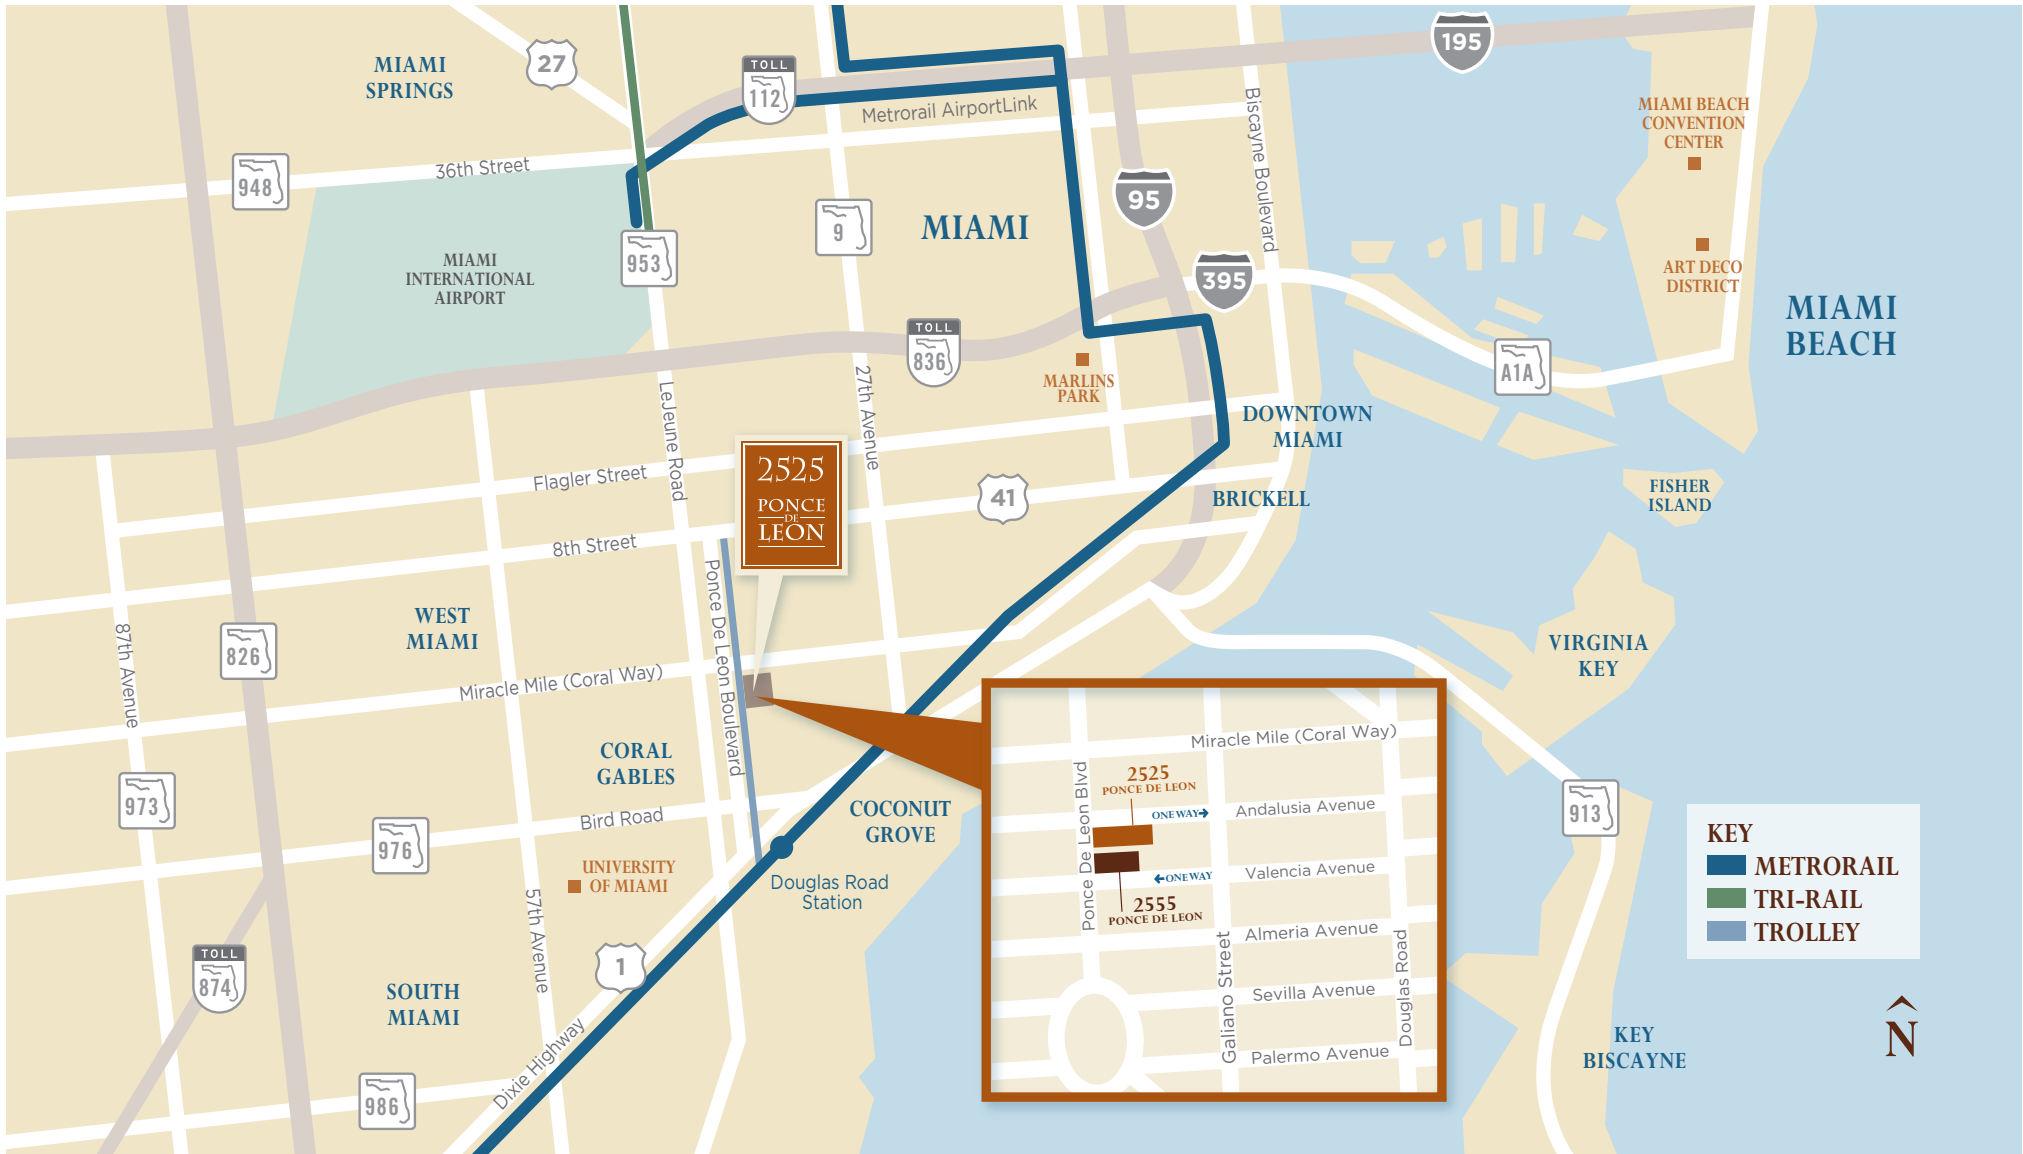 MIAMI
SPRINGS
27
TOLL
112
195
Metrorail AirportLink
Biscayne Boulevard
MIAMI BEACH
CONVENTION
CENTER
948
36th Street
95
9
MIAMI
953
MIAMI
INTERNATIONAL
AIRPORT
395
ART DECO
DISTRICT
MIAMI
BEACH
TOLL
836
A1A
MARLINS
PARK
LeJeune Road
27th Avenue
DOWNTOWN
MIAMI
2525
PONCE
DE
LEON
Flagler Street
41
BRICKELL
FISHER
ISLAND
8th Street
Ponce De Leon Boulevard
WEST
MIAMI
87th Avenue
826
VIRGINIA
KEY
Miracle Mile (Coral Way)
CORAL
GABLES
973
COCONUT
GROVE
Bird Road
976
UNIVERSITY
OF MIAMI
Douglas Road
Station
57th Avenue
TOLL
874
1
SOUTH
MIAMI
Dixie Highway
986
Miracle Mile (Coral Way)
Ponce De Leon Blvd
2525
PONCE DE LEON
ONE WAY
Andalusia Avenue
ONE WAY
Valencia Avenue
2555
PONCE DE LEON
Almeria Avenue
Galiano Street
Douglas Road
Sevilla Avenue
Palermo Avenue
913
KEY
METRORAIL
TRI-RAIL
TROLLEY
KEY
BISCAYNE
N